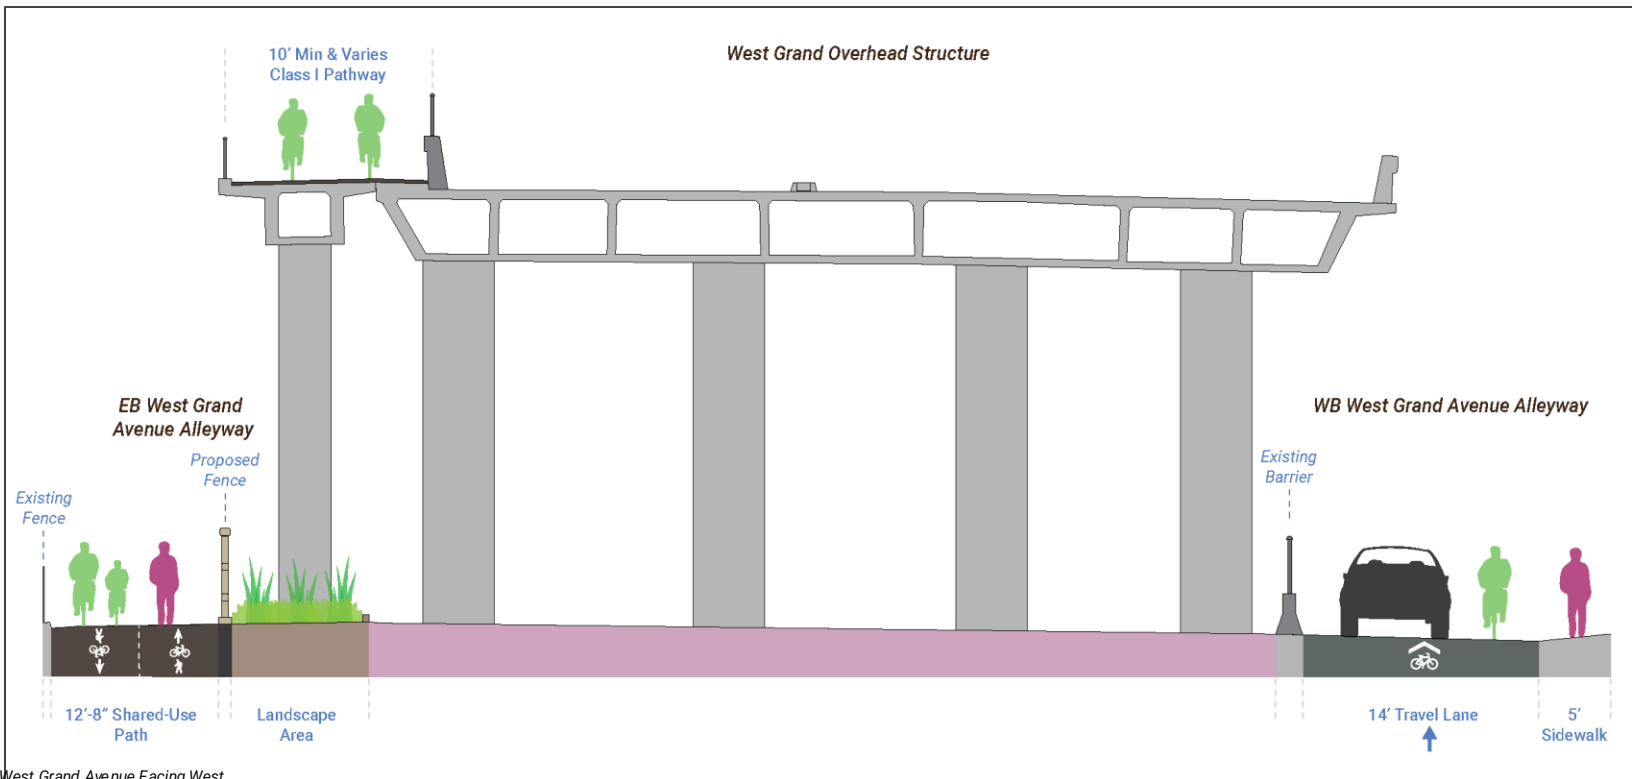 10’ Min & Varies
Class I Pathway
West Grand Overhead Structure
EB West Grand
Avenue Alleyway
WB West Grand Avenue Alleyway
Proposed
Fence
Existing
Barrier
Existing
Fence
12’-8” Shared-Use
Path
Landscape
Area
14’ Travel Lane
5’
Sidewalk
West Grand Avenue Facing West